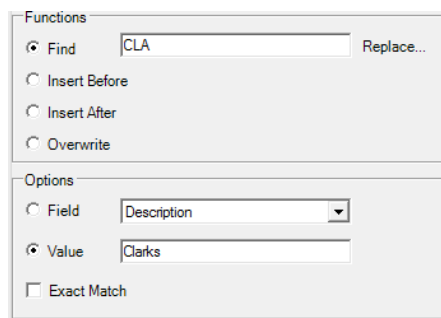 Functions
Find CLA Replace...
Insert Before
Insert After
Overwrite
Options
Field Description
Value Clarks
Exact Match